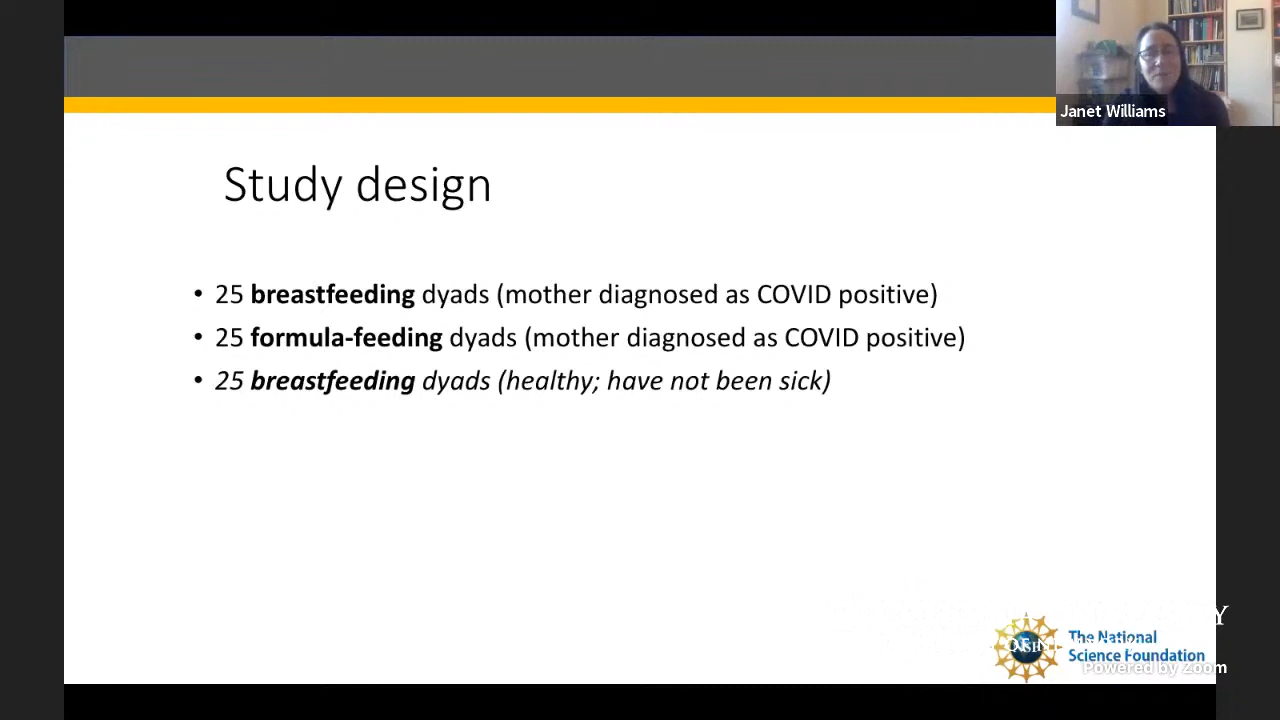 Janet Williams
Study design
• 25 breastfeeding dyads (mother diagnosed as COVID positive)
• 25 formula-feeding dyads (mother diagnosed as COVID positive)
• 25 breastfeeding dyads (healthy; have not been sick)
The National
Science Foundation
Powered by Zoom